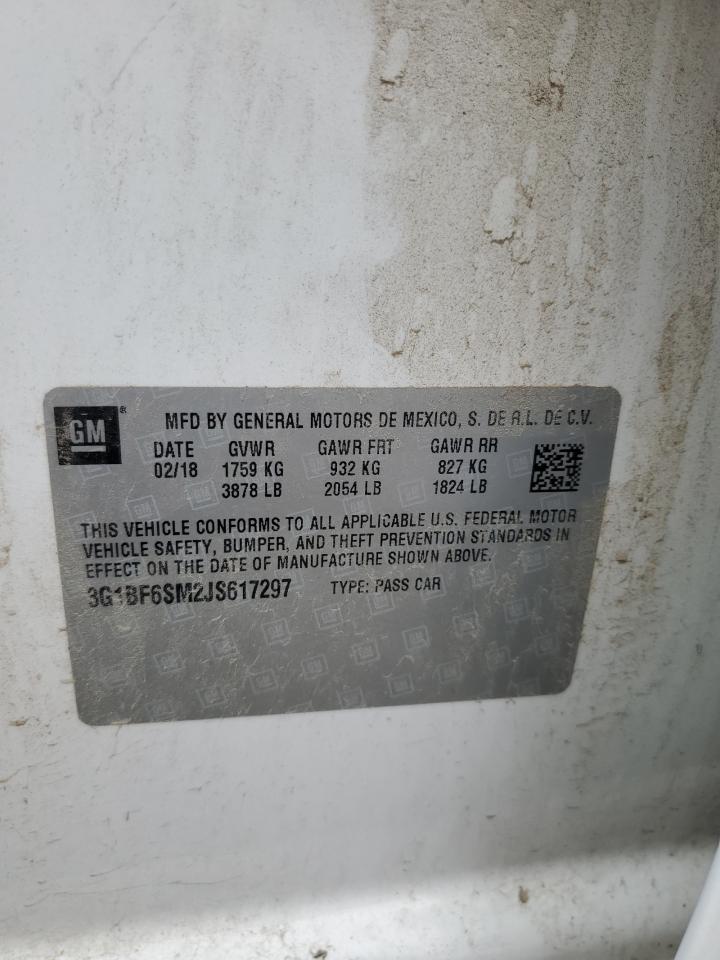 GM ® MFD BY GENERAL MOTORS DE MEXICO, S. DE R.L. DE C.V.
DATE GVWR GAWR FRT GAWR RR
02/18 1759 KG 932 KG 827 KG
3878 LB 2054 LB 1824 LB
THIS VEHICLE CONFORMS TO ALL APPLICABLE U.S. FEDERAL MOTOR
VEHICLE SAFETY, BUMPER, AND THEFT PREVENTION STANDARDS IN
EFFECT ON THE DATE OF MANUFACTURE SHOWN ABOVE.
3G1BF6SM2JS617297 TYPE: PASS CAR